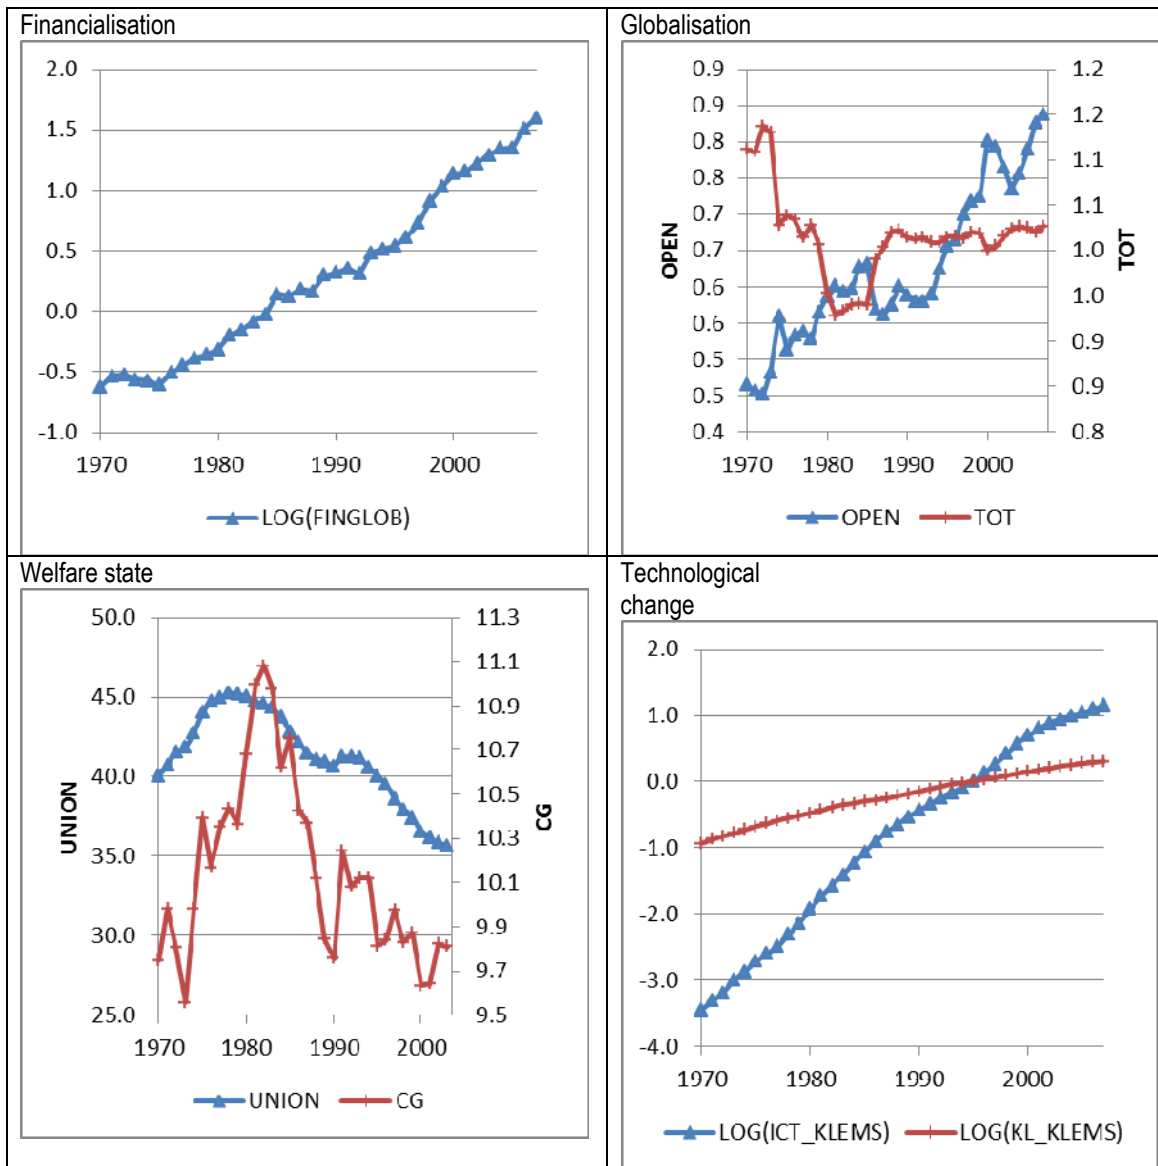 Financialisation
2.0
1.5
1.0
0.5
0.0
-0.5
-1.0
1970 1980 1990 2000
LOG(FINGLOB)
Globalisation
0.9 1.2
0.9 1.2
0.8 1.1
0.8 1.1
0.7 1.0
0.7 1.0
0.6 0.9
0.6 0.9
0.5 0.8
0.5
0.4
OPEN
TOT
1970 1980 1990 2000
OPEN TOT
Welfare state
50.0 11.3
45.0 11.1
40.0 10.9
35.0 10.7
30.0 10.5
25.0 10.3
10.1
9.9
9.7
9.5
UNION
CG
1970 1980 1990 2000
UNION CG
Technological
change
2.0
1.0
0.0
-1.0
-2.0
-3.0
-4.0
1970 1980 1990 2000
LOG(ICT_KLEMS) LOG(KL_KLEMS)